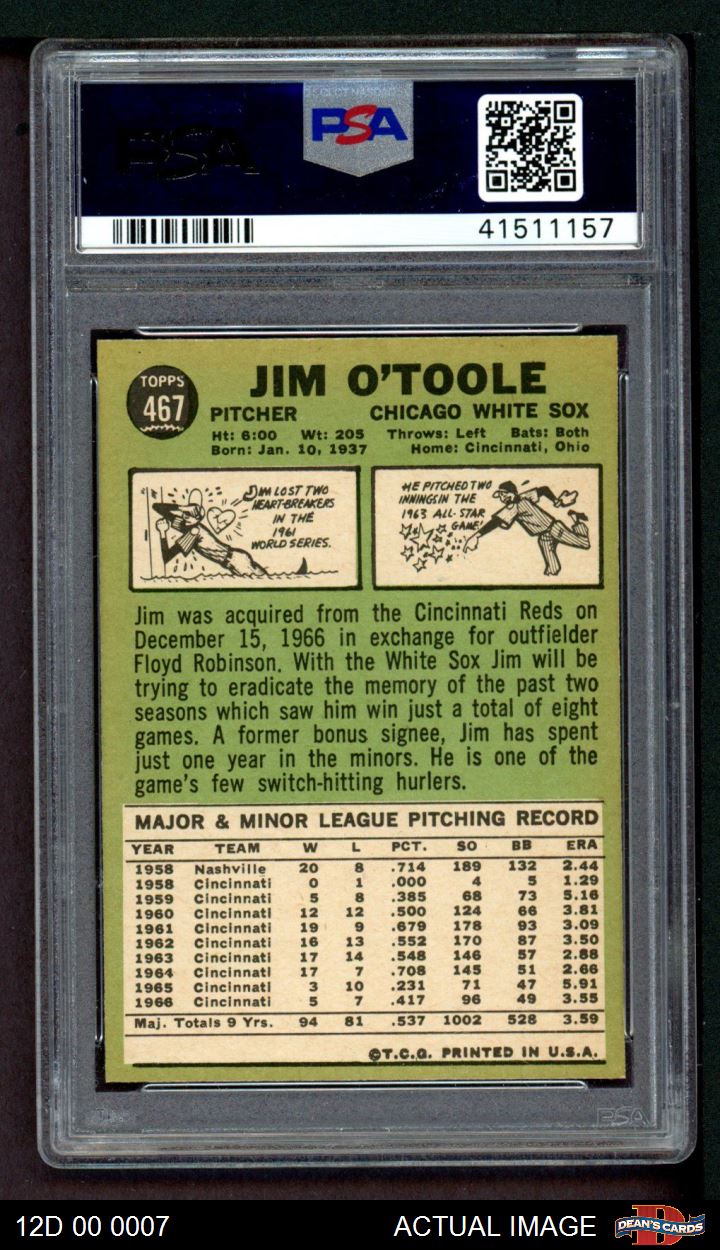 PSA
PSA
41511157
TOPPS
467
JIM O'TOOLE
PITCHER CHICAGO WHITE SOX
Ht: 6:00 Wt: 205 Throws: Left Bats: Both
Born: Jan. 10, 1937 Home: Cincinnati, Ohio
JIM LOST TWO
HEART-BREAKERS
IN THE
1961
WORLD SERIES.
HE PITCHED TWO
INNINGS IN THE
1963 ALL-STAR
GAME!
Jim was acquired from the Cincinnati Reds on
December 15, 1966 in exchange for outfielder
Floyd Robinson. With the White Sox Jim will be
trying to eradicate the memory of the past two
seasons which saw him win just a total of eight
games. A former bonus signee, Jim has spent
just one year in the minors. He is one of the
game's few switch-hitting hurlers.
MAJOR & MINOR LEAGUE PITCHING RECORD
YEAR TEAM W L PCT. SO BB ERA
1958 Nashville 20 8 .714 189 132 2.44
1958 Cincinnati 0 1 .000 4 5 1.29
1959 Cincinnati 5 8 .385 68 73 5.16
1960 Cincinnati 12 12 .500 124 66 3.81
1961 Cincinnati 19 9 .679 178 93 3.09
1962 Cincinnati 16 13 .552 170 87 3.50
1963 Cincinnati 17 14 .548 146 57 2.88
1964 Cincinnati 17 7 .708 145 51 2.66
1965 Cincinnati 3 10 .231 71 47 5.91
1966 Cincinnati 5 7 .417 96 49 3.55
Maj. Totals 9 Yrs. 94 81 .537 1002 528 3.59
©T.C.G. PRINTED IN U.S.A.
PSA
12D 00 0007 ACTUAL IMAGE DEAN'S CARDS